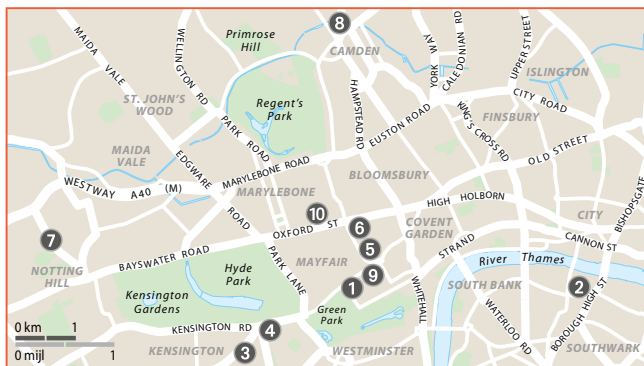 8
CAMDEN
Primrose
Hill
MAIDA VALE
WELLINGTON RD
YORK WAY
CALEDONIAN RD
UPPER STREET
ISLINGTON
ST. JOHN'S
WOOD
Regent's
Park
HAMPSTEAD RD
CITY ROAD
PARK ROAD
EUSTON ROAD
KING'S CROSS RD
FINSBURY
MAIDA
VALE
EDGWARE ROAD
MARYLEBONE ROAD
OLD STREET
BLOOMSBURY
WESTWAY A40 (M)
MARYLEBONE
HIGH HOLBORN
BISHOPSGATE
10
OXFORD ST
6
COVENT
GARDEN
CITY
7
BAYSWATER ROAD
5
STRAND
CANNON ST
NOTTING
HILL
Hyde
Park
PARK LANE
MAYFAIR
9
River Thames
Kensington
Gardens
1
WHITEHALL
SOUTH BANK
2
Green
Park
WATERLOO RD
BOROUGH HIGH ST
0 km 1
KENSINGTON RD
4
0 mijl 1
KENSINGTON
3
WESTMINSTER
SOUTHWARK